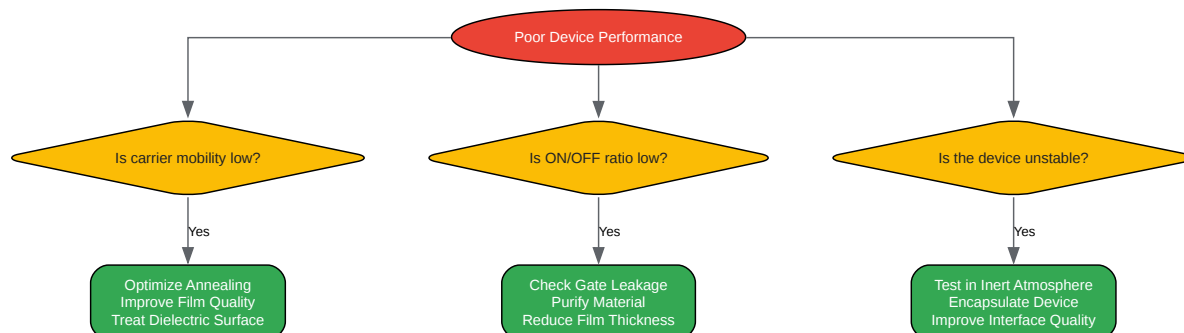 Poor Device Performance
Is carrier mobility low?
Is ON/OFF ratio low?
Is the device unstable?
Yes
Yes
Yes
Optimize Annealing
Improve Film Quality
Treat Dielectric Surface
Check Gate Leakage
Purify Material
Reduce Film Thickness
Test in Inert Atmosphere
Encapsulate Device
Improve Interface Quality